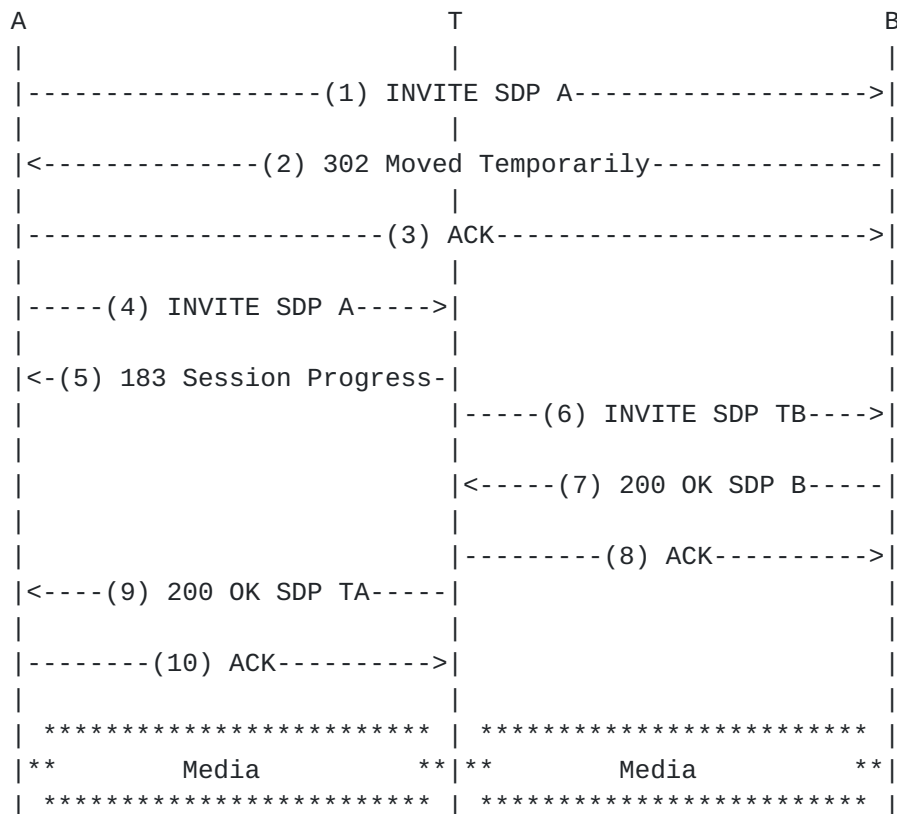 A T B
| | |
|-------------------(1) INVITE SDP A------------------->|
| | |
|<--------------(2) 302 Moved Temporarily---------------|
| | |
|-----------------------(3) ACK------------------------>|
| | |
|-----(4) INVITE SDP A----->| |
| | |
|<-(5) 183 Session Progress-| |
| |-----(6) INVITE SDP TB---->|
| | |
| |<-----(7) 200 OK SDP B-----|
| | |
| |---------(8) ACK---------->|
|<----(9) 200 OK SDP TA-----| |
| | |
|--------(10) ACK---------->| |
| | |
| ************************* | ************************* |
|** Media **|** Media **|
| ************************* | ************************* |